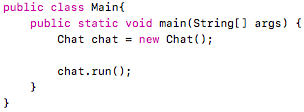 public class Main{
    public static void main(String[] args) {
        Chat chat = new Chat();

        chat.run();
    }
}